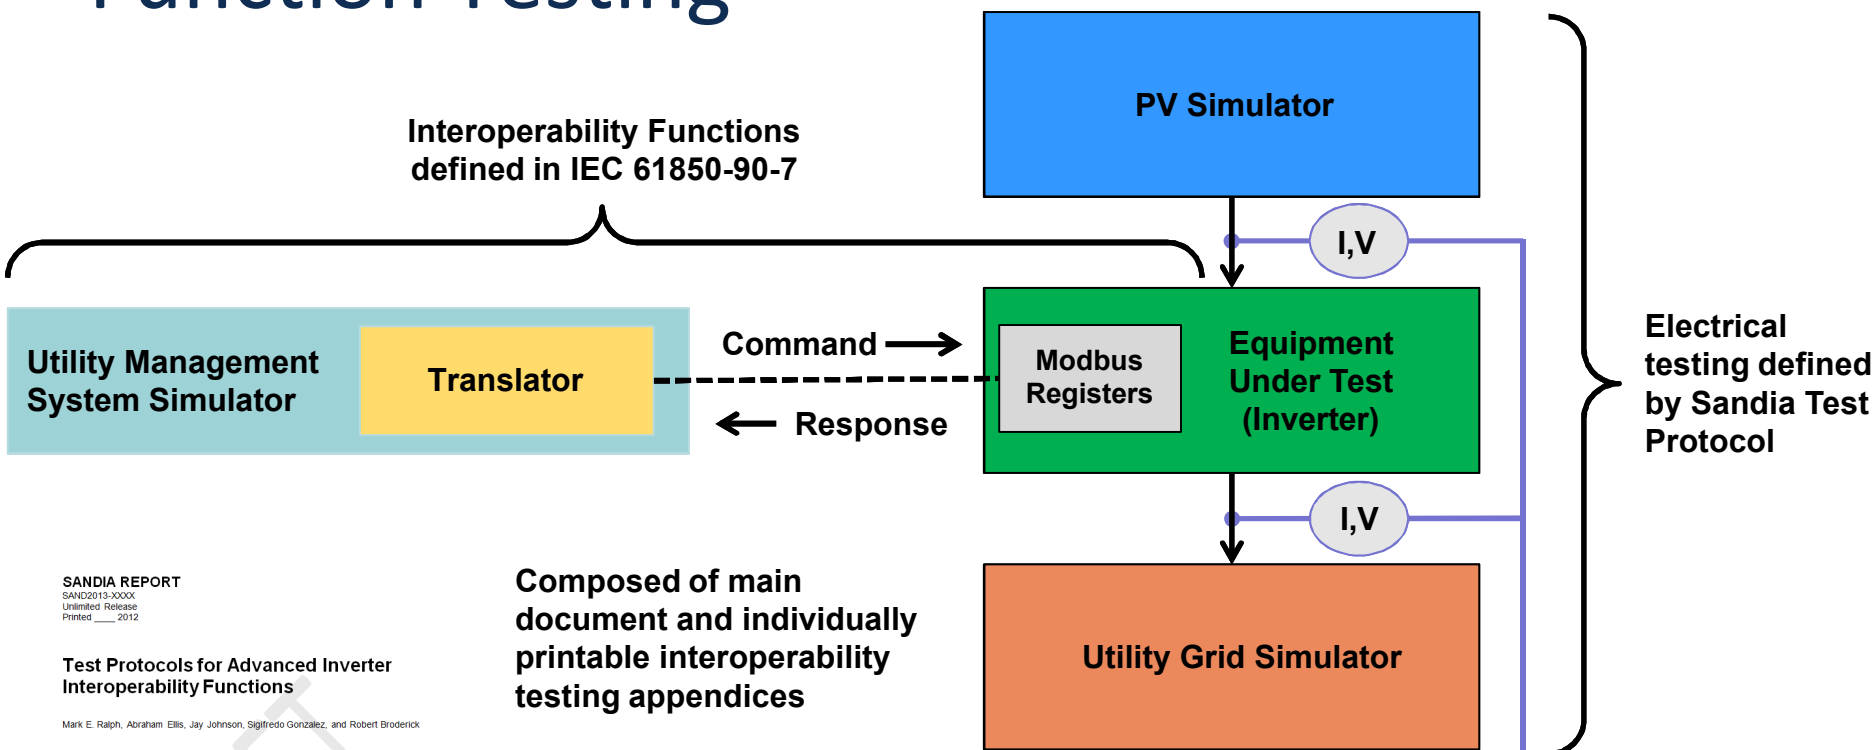 Function Testing
PV Simulator
Interoperability Functions
defined in IEC 61850-90-7
I,V
Utility Management
System Simulator
Translator
Command
Response
Modbus
Registers
Equipment
Under Test
(Inverter)
Electrical
testing defined
by Sandia Test
Protocol
I,V
Utility Grid Simulator
Composed of main
document and individually
printable interoperability
testing appendices
SANDIA REPORT
SAND2013-XXXX
Unlimited Release
Printed ____ 2012
Test Protocols for Advanced Inverter
Interoperability Functions
Mark E. Ralph, Abraham Ellis, Jay Johnson, Sigifredo Gonzalez, and Robert Broderick